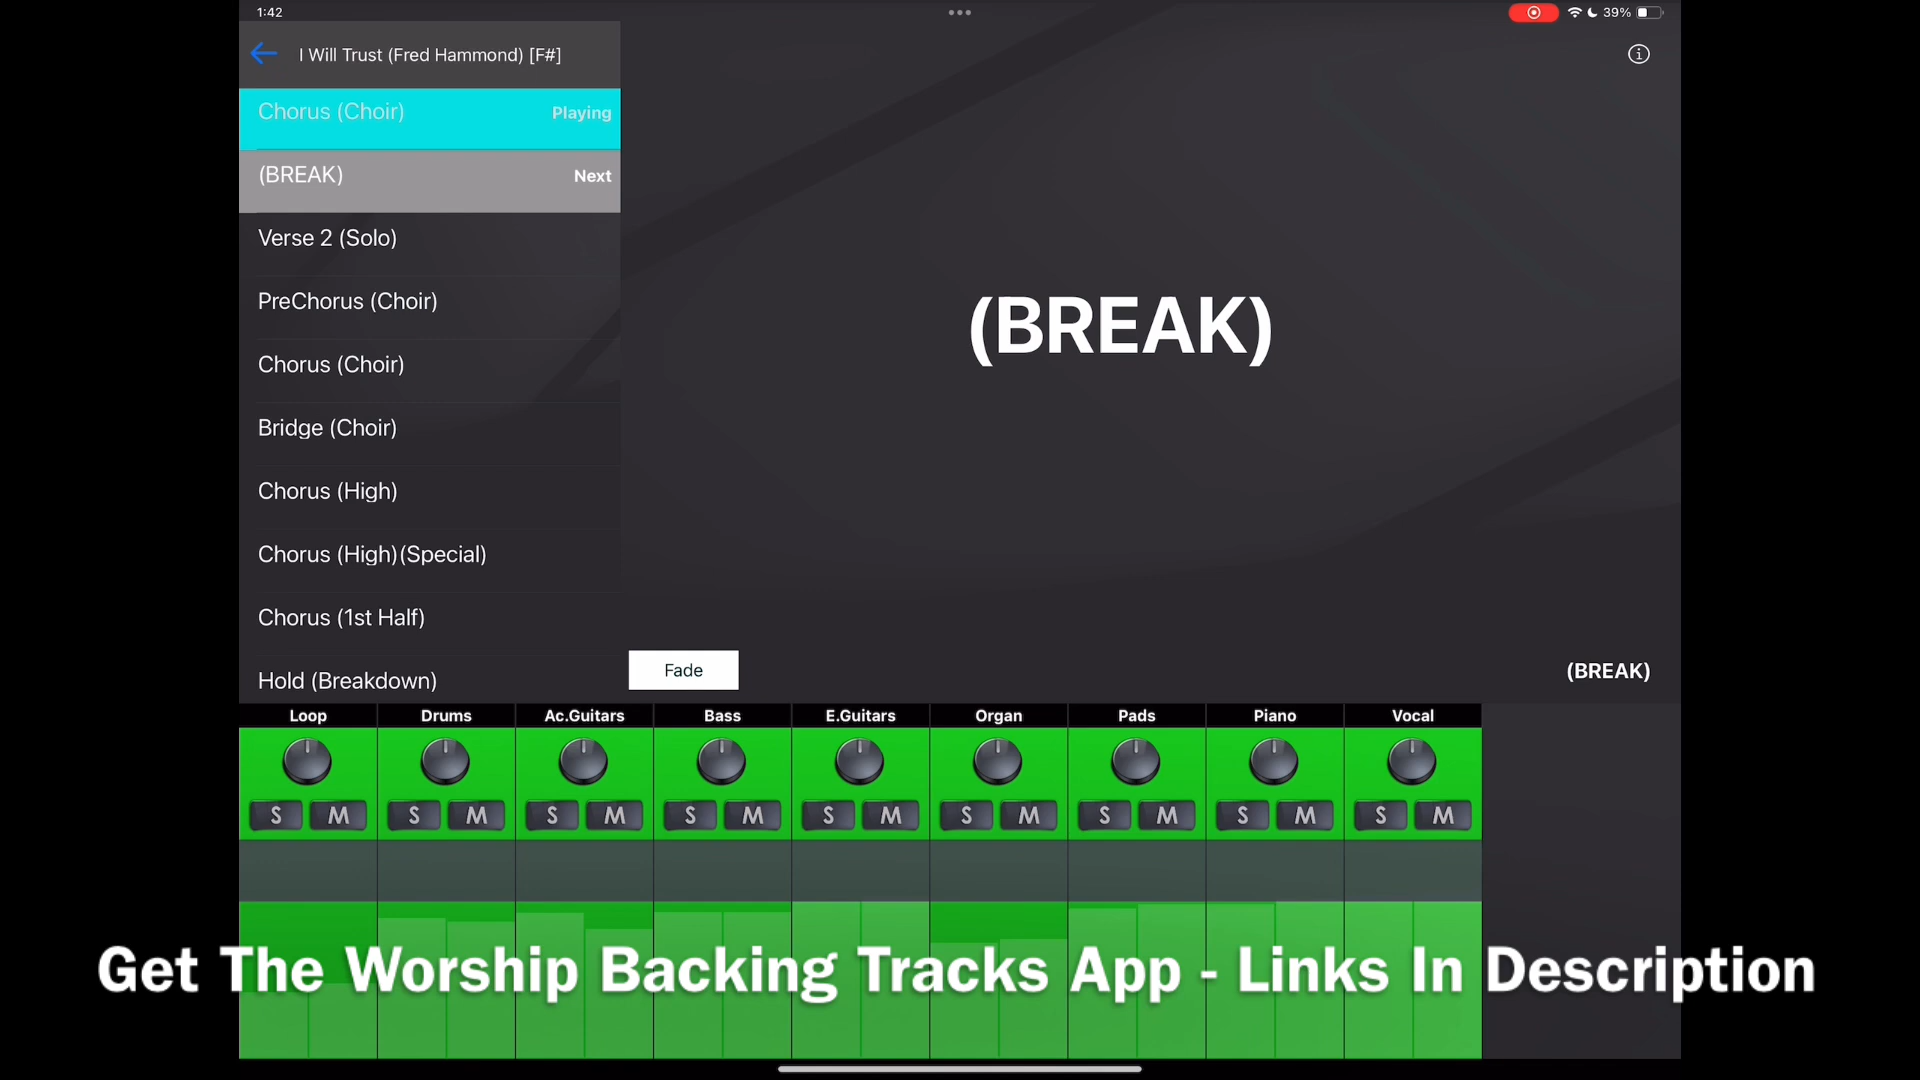 1:42
39%
I Will Trust (Fred Hammond) [F#]
Chorus (Choir) Playing
(BREAK) Next
Verse 2 (Solo)
PreChorus (Choir)
Chorus (Choir)
Bridge (Choir)
Chorus (High)
Chorus (High)(Special)
Chorus (1st Half)
Hold (Breakdown)
(BREAK)
Fade
(BREAK)
Loop Drums Ac.Guitars Bass E.Guitars Organ Pads Piano Vocal
S M S M S M S M S M S M S M S M S M
Get The Worship Backing Tracks App - Links In Description